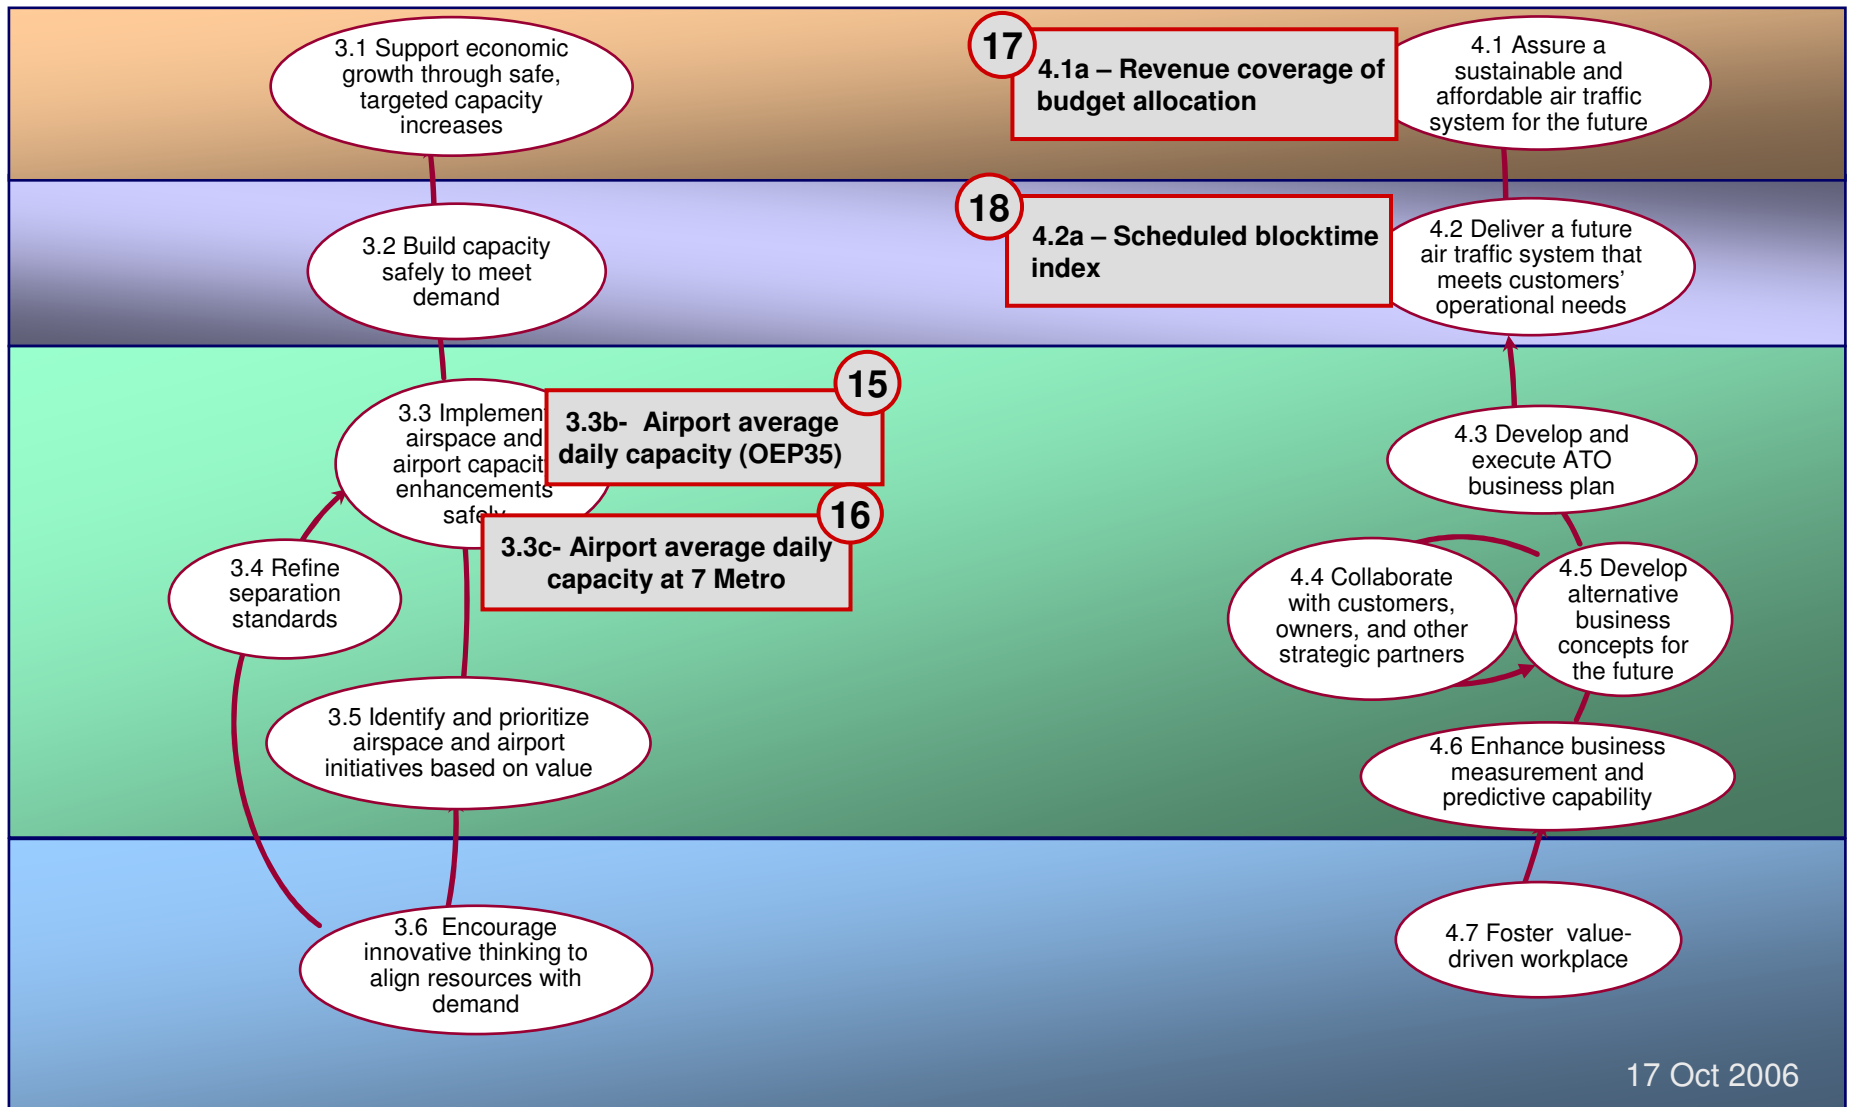 3.1 Support economic
growth through safe,
targeted capacity
increases
17
4.1a – Revenue coverage of
budget allocation
4.1 Assure a
sustainable and
affordable air traffic
system for the future
3.2 Build capacity
safely to meet
demand
18
4.2a – Scheduled blocktime
index
4.2 Deliver a future
air traffic system that
meets customers’
operational needs
3.3 Implement
airspace and
airport capacit
enhancements
safely
15
3.3b- Airport average
daily capacity (OEP35)
16
3.3c- Airport average daily
capacity at 7 Metro
4.3 Develop and
execute ATO
business plan
3.4 Refine
separation
standards
4.4 Collaborate
with customers,
owners, and other
strategic partners
4.5 Develop
alternative
business
concepts for
the future
3.5 Identify and prioritize
airspace and airport
initiatives based on value
4.6 Enhance business
measurement and
predictive capability
3.6 Encourage
innovative thinking to
align resources with
demand
4.7 Foster value-
driven workplace
17 Oct 2006